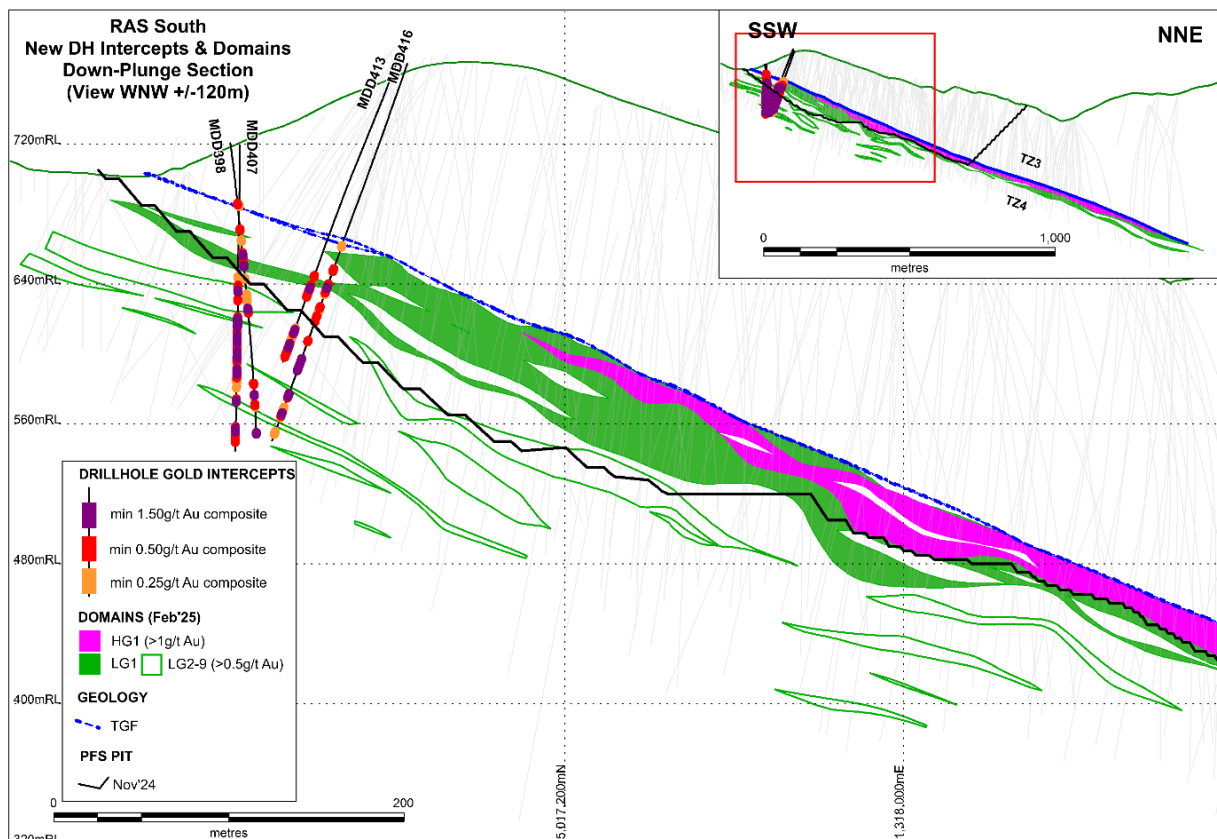 RAS South
New DH Intercepts & Domains
Down-Plunge Section
(View WNW +/-120m)
MDD398
MDD407
MDD413
MDD416
SSW
NNE
TZ3
TZ4
0
1,000
metres
720mRL
640mRL
560mRL
480mRL
400mRL
320mRL
DRILLHOLE GOLD INTERCEPTS
min 1.50g/t Au composite
min 0.50g/t Au composite
min 0.25g/t Au composite
DOMAINS (Feb'25)
HG1 (>1g/t Au)
LG1 LG2-9 (>0.5g/t Au)
GEOLOGY
TGF
PFS PIT
Nov'24
0
200
metres
5,017,200mN
1,318,000mE